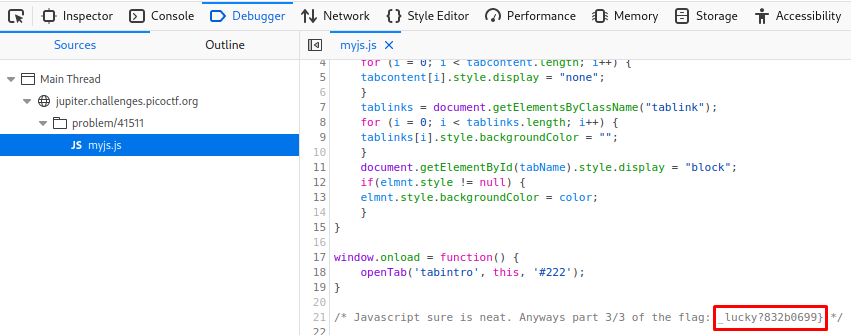 Inspector Console Debugger Network Style Editor Performance Memory Storage Accessibility
Sources Outline myjs.js
Main Thread
jupiter.challenges.picoctf.org
problem/41511
JS myjs.js
4 for (i = 0; i < tabcontent.length; i++) {
5 tabcontent[i].style.display = "none";
6 }
7 tablinks = document.getElementsByClassName("tablink");
8 for (i = 0; i < tablinks.length; i++) {
9 tablinks[i].style.backgroundColor = "";
10 }
11 document.getElementById(tabName).style.display = "block";
12 if(elmnt.style != null) {
13 elmnt.style.backgroundColor = color;
14 }
15 }
16
17 window.onload = function() {
18 openTab('tabintro', this, '#222');
19 }
20
21 /* Javascript sure is neat. Anyways part 3/3 of the flag: _lucky?832b0699} */
22